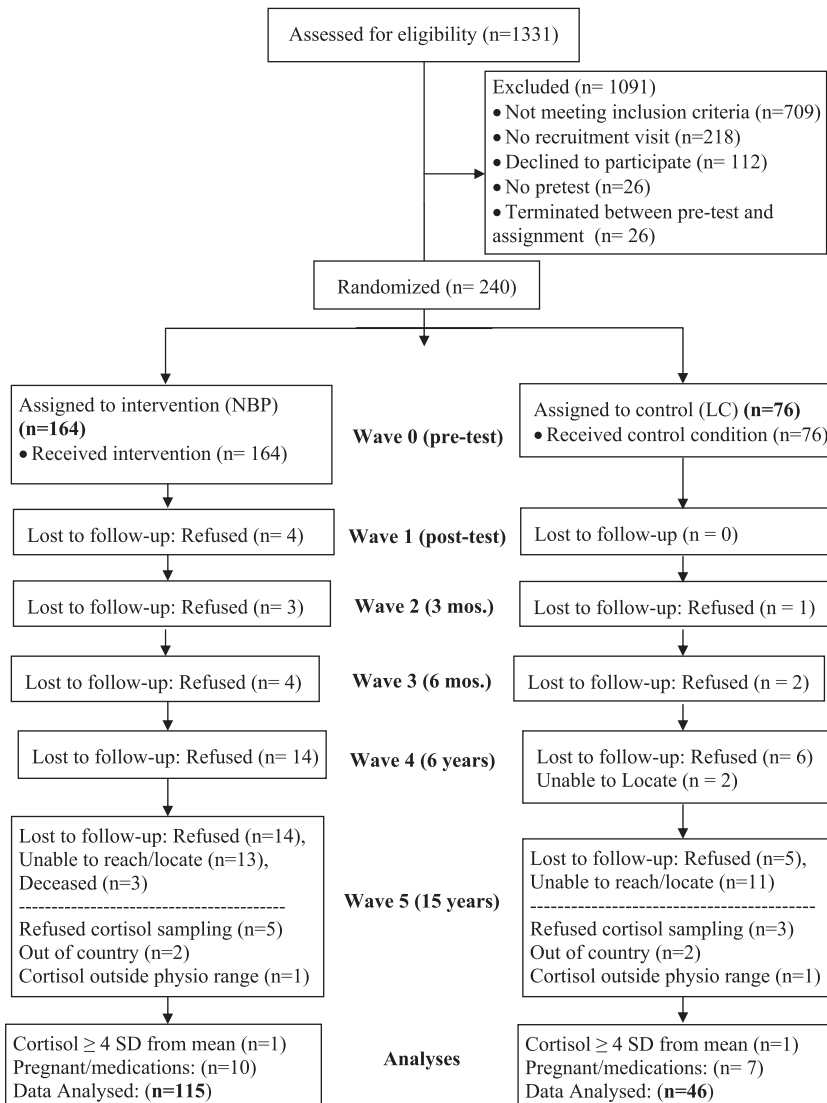 Assessed for eligibility (n=1331)
Excluded (n= 1091)
• Not meeting inclusion criteria (n=709)
• No recruitment visit (n=218)
• Declined to participate (n= 112)
• No pretest (n=26)
• Terminated between pre-test and
assignment (n= 26)
Randomized (n= 240)
Assigned to intervention (NBP)
(n=164)
• Received intervention (n= 164)
Wave 0 (pre-test)
Assigned to control (LC) (n=76)
• Received control condition (n=76)
Lost to follow-up: Refused (n= 4)
Wave 1 (post-test)
Lost to follow-up (n = 0)
Lost to follow-up: Refused (n= 3)
Wave 2 (3 mos.)
Lost to follow-up: Refused (n = 1)
Lost to follow-up: Refused (n= 4)
Wave 3 (6 mos.)
Lost to follow-up: Refused (n = 2)
Lost to follow-up: Refused (n= 14)
Wave 4 (6 years)
Lost to follow-up: Refused (n= 6)
Unable to Locate (n = 2)
Lost to follow-up: Refused (n=14),
Unable to reach/locate (n=13),
Deceased (n=3)
--------------------------------------
Refused cortisol sampling (n=5)
Out of country (n=2)
Cortisol outside physio range (n=1)
Wave 5 (15 years)
Lost to follow-up: Refused (n=5),
Unable to reach/locate (n=11)
--------------------------------------
Refused cortisol sampling (n=3)
Out of country (n=2)
Cortisol outside physio range (n=1)
Cortisol ≥ 4 SD from mean (n=1)
Pregnant/medications: (n=10)
Data Analysed: (n=115)
Analyses
Cortisol ≥ 4 SD from mean (n=1)
Pregnant/medications: (n= 7)
Data Analysed: (n=46)